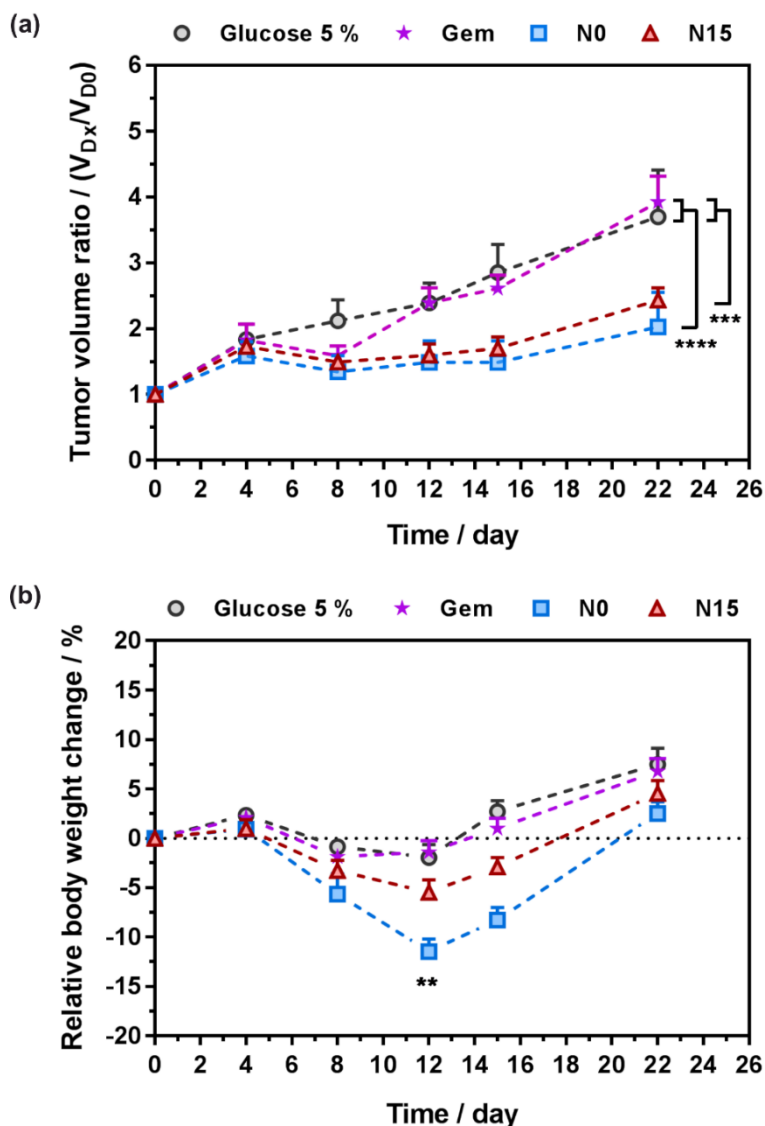 (a)
Glucose 5 % Gem N0 N15
Tumor volume ratio / (V_Dx/V_D0)
6
5
4
3
2
1
0
***
****
0 2 4 6 8 10 12 14 16 18 20 22 24 26
Time / day
(b)
Glucose 5 % Gem N0 N15
Relative body weight change / %
20
15
10
5
0
-5
-10
-15
-20
**
0 2 4 6 8 10 12 14 16 18 20 22 24 26
Time / day